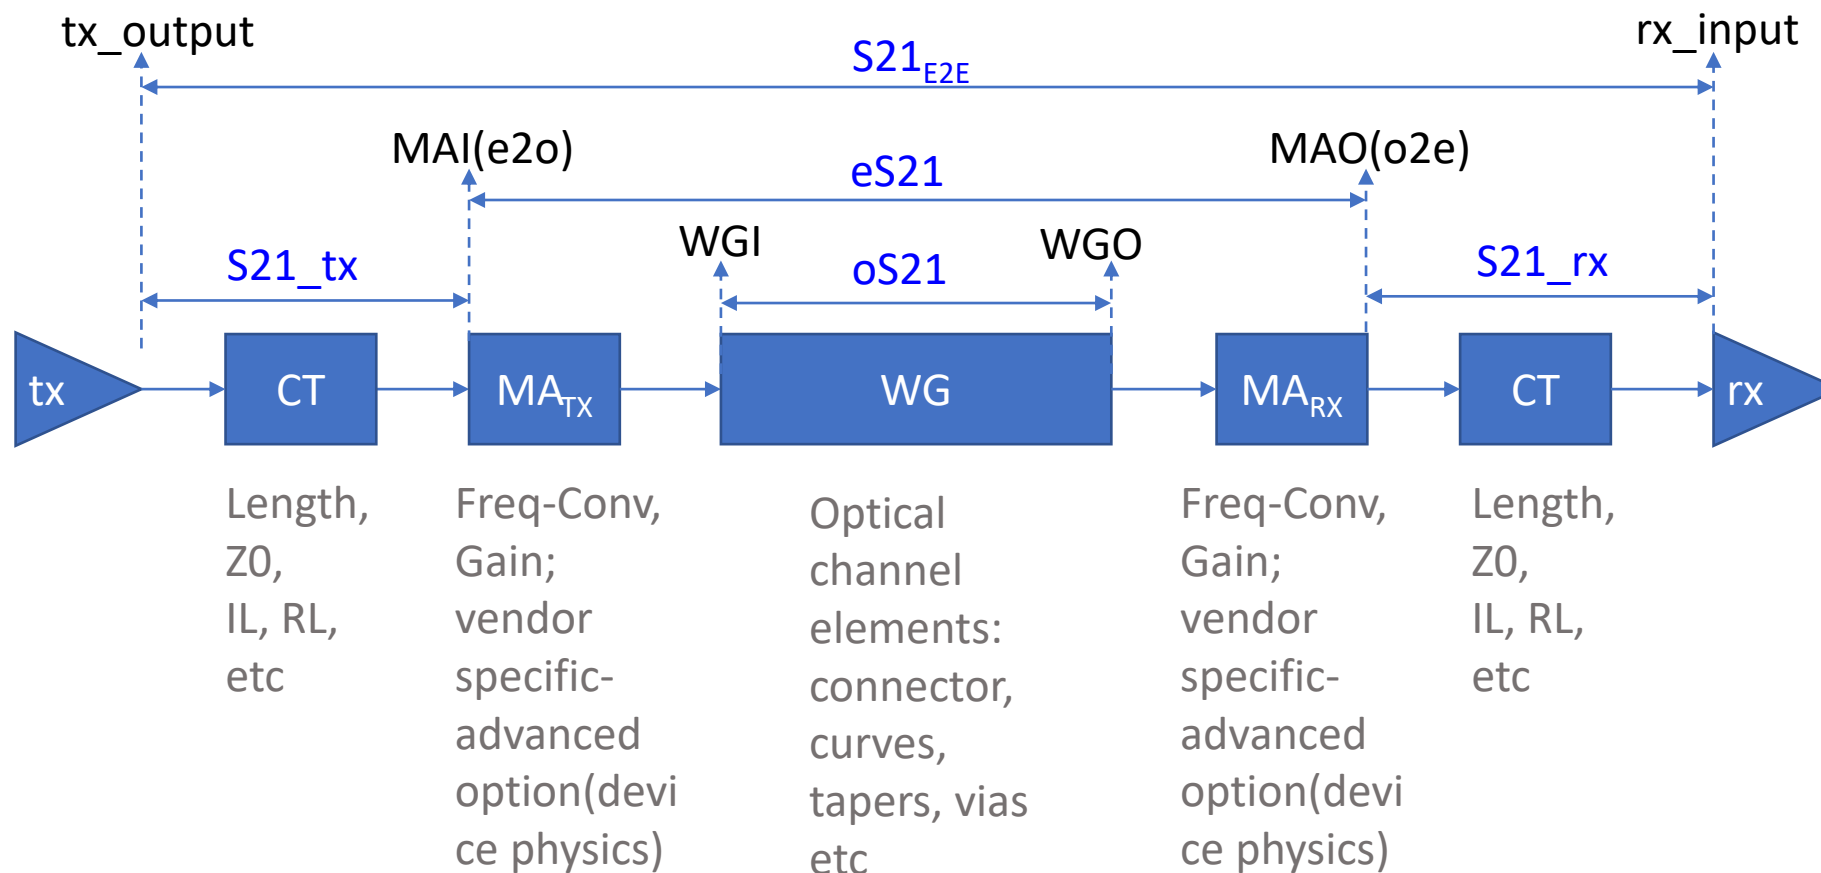 tx_output
rx_input
S21E2E
MAI(e2o)
MAO(o2e)
eS21
WGI
WGO
S21_tx
oS21
S21_rx
tx
CT
MATX
WG
MARX
CT
rx
Length,
Z0,
IL, RL,
etc
Freq-Conv,
Gain;
vendor
specific-
advanced
option(devi
ce physics)
Optical
channel
elements:
connector,
curves,
tapers, vias
etc
Freq-Conv,
Gain;
vendor
specific-
advanced
option(devi
ce physics)
Length,
Z0,
IL, RL,
etc